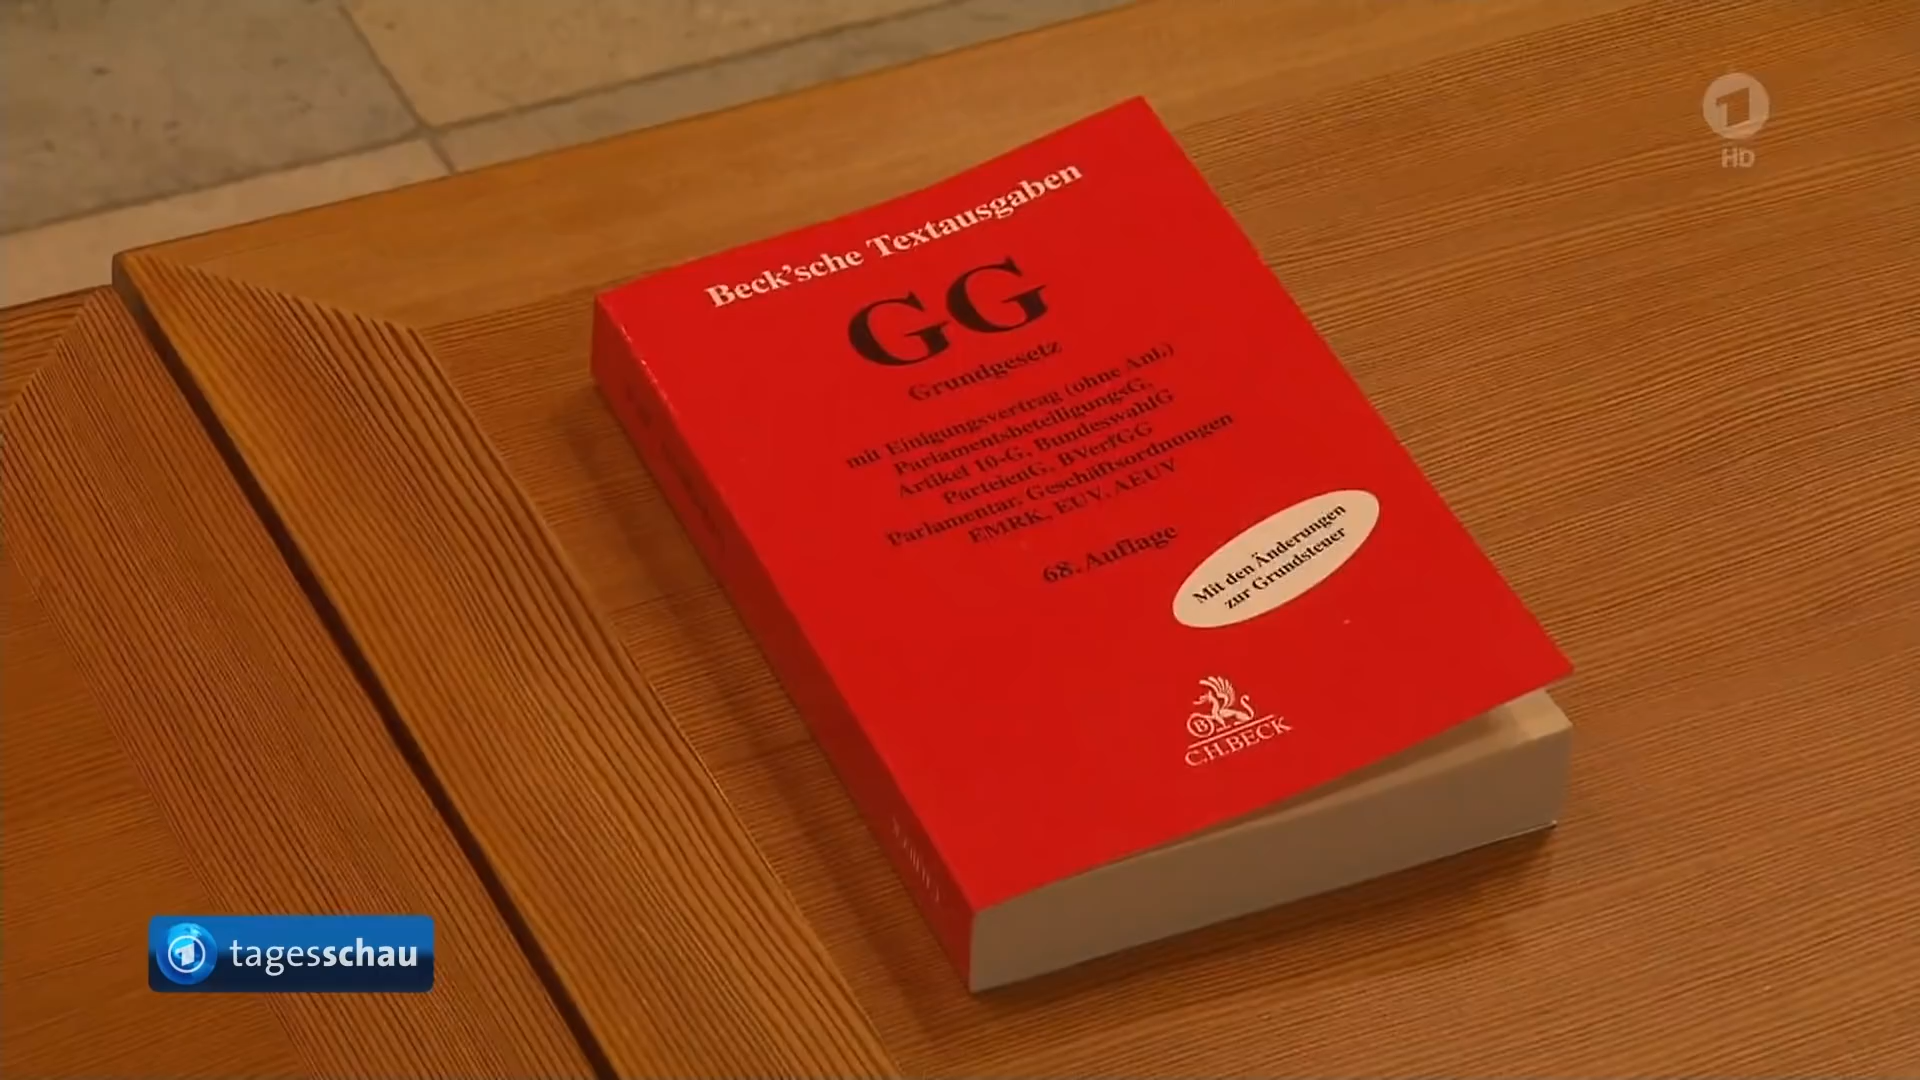 HD
Beck'sche Textausgaben
GG
Grundgesetz
mit Einigungsvertrag (ohne Anl.)
ParlamentsbeteiligungsG,
Artikel 10-G, BundeswahlG
ParteienG, BVerfGG
Parlamentar. Geschäftsordnungen
EMRK, EUV, AEUV
68. Auflage
Mit den Änderungen
zur Grundsteuer
B
C.H.BECK
tagesschau